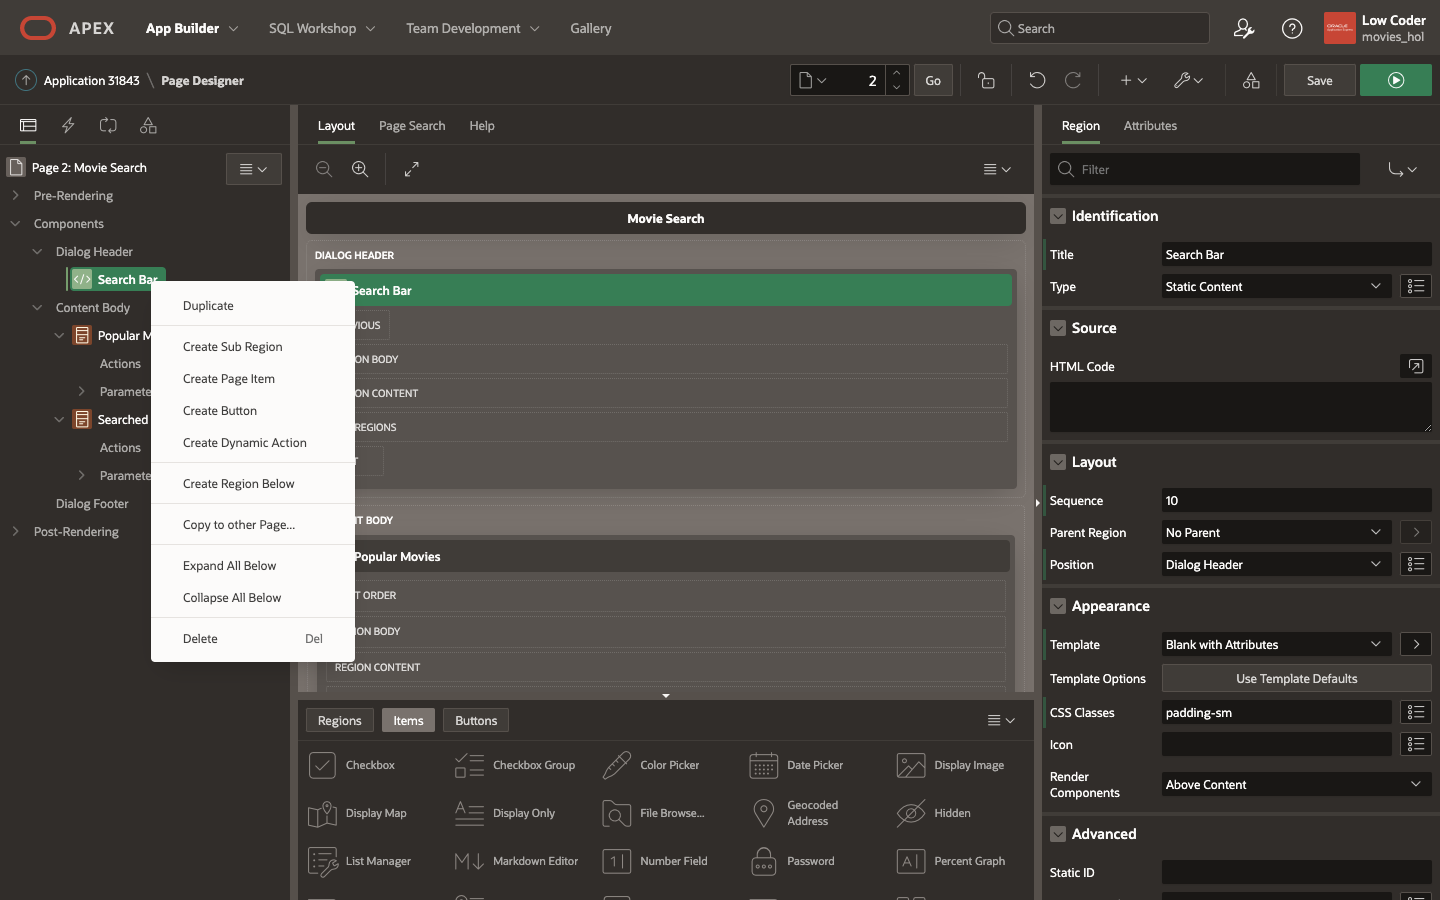 APEX
App Builder
SQL Workshop
Team Development
Gallery
Search
Low Coder
movies_hol
Application 31843 \ Page Designer
2
Go
Save
Page 2: Movie Search
Pre-Rendering
Components
Dialog Header
Search Bar
Content Body
Popular M
Actions
Paramete
Searched
Actions
Paramete
Dialog Footer
Post-Rendering
Duplicate
Create Sub Region
Create Page Item
Create Button
Create Dynamic Action
Create Region Below
Copy to other Page...
Expand All Below
Collapse All Below
Delete Del
Layout
Page Search
Help
Movie Search
DIALOG HEADER
Search Bar
IOUS
ON BODY
ON CONTENT
REGIONS
T
T BODY
Popular Movies
T ORDER
ON BODY
REGION CONTENT
Regions
Items
Buttons
Checkbox
Checkbox Group
Color Picker
Date Picker
Display Image
Display Map
Display Only
File Browse...
Geocoded
Address
Hidden
List Manager
Markdown Editor
Number Field
Password
Percent Graph
Region
Attributes
Filter
Identification
Title Search Bar
Type Static Content
Source
HTML Code
Layout
Sequence 10
Parent Region No Parent
Position Dialog Header
Appearance
Template Blank with Attributes
Template Options Use Template Defaults
CSS Classes padding-sm
Icon
Render
Components
Above Content
Advanced
Static ID